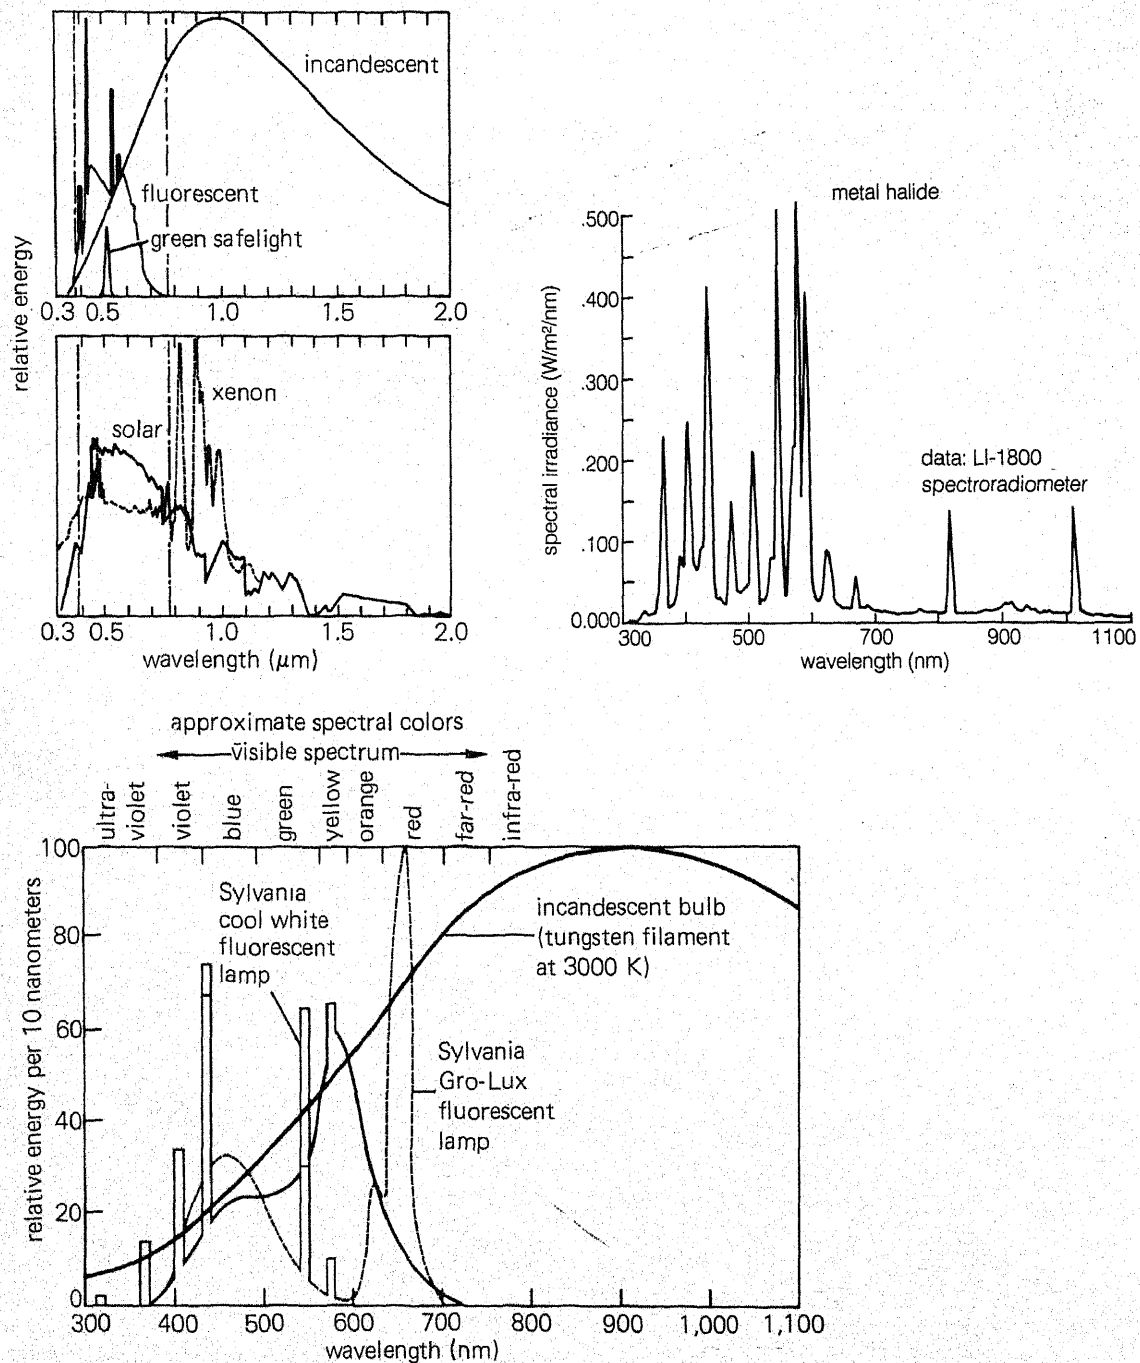 relative energy
incandescent
fluorescent
green safelight
0.3 0.5 1.0 1.5 2.0
xenon
solar
0.3 0.5 1.0 1.5 2.0
wavelength (μm)
metal halide
spectral irradiance (W/m²/nm)
.500
.400
.300
.200
.100
0.000
data: LI-1800
spectroradiometer
300 500 700 900 1100
wavelength (nm)
approximate spectral colors
visible spectrum
ultra-
violet
violet
blue
green
yellow
orange
red
far-red
infra-red
relative energy per 10 nanometers
100
80
60
40
20
0
Sylvania
cool white
fluorescent
lamp
incandescent bulb
(tungsten filament
at 3000 K)
Sylvania
Gro-Lux
fluorescent
lamp
300 400 500 600 700 800 900 1,000 1,100
wavelength (nm)